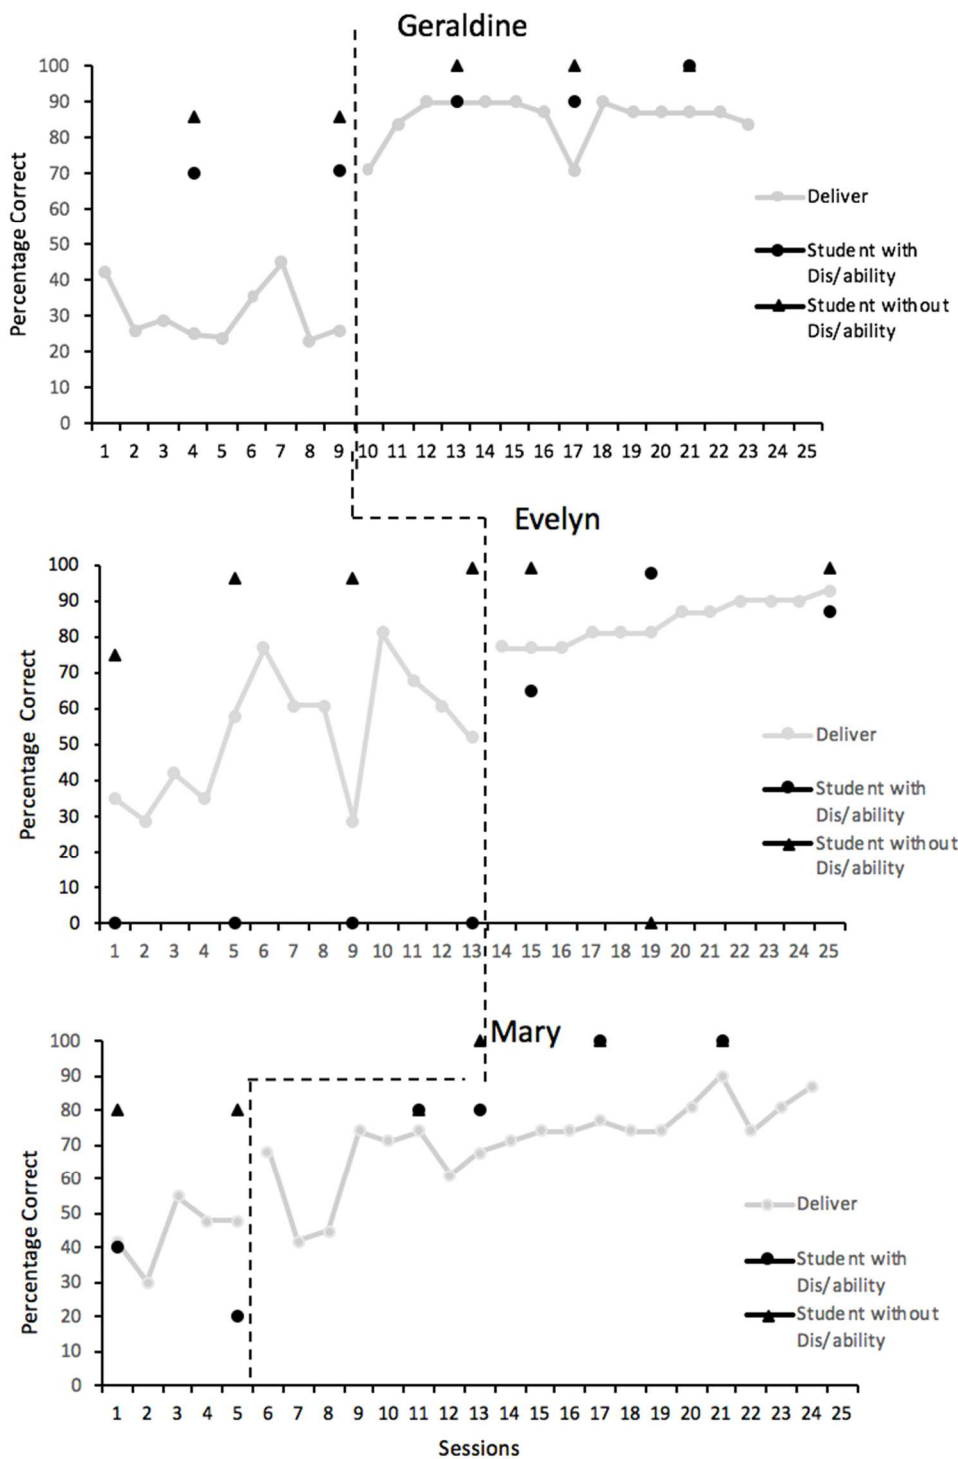 Geraldine
100
90
80
70
60
50
40
30
20
10
0
Percentage Correct
Deliver
Student with
Dis/ability
Student without
Dis/ability
1 2 3 4 5 6 7 8 9 10 11 12 13 14 15 16 17 18 19 20 21 22 23 24 25
Evelyn
100
90
80
70
60
50
40
30
20
10
0
Percentage Correct
Deliver
Student with
Dis/ability
Student without
Dis/ability
1 2 3 4 5 6 7 8 9 10 11 12 13 14 15 16 17 18 19 20 21 22 23 24 25
Mary
100
90
80
70
60
50
40
30
20
10
0
Percentage Correct
Deliver
Student with
Dis/ability
Student without
Dis/ability
1 2 3 4 5 6 7 8 9 10 11 12 13 14 15 16 17 18 19 20 21 22 23 24 25
Sessions